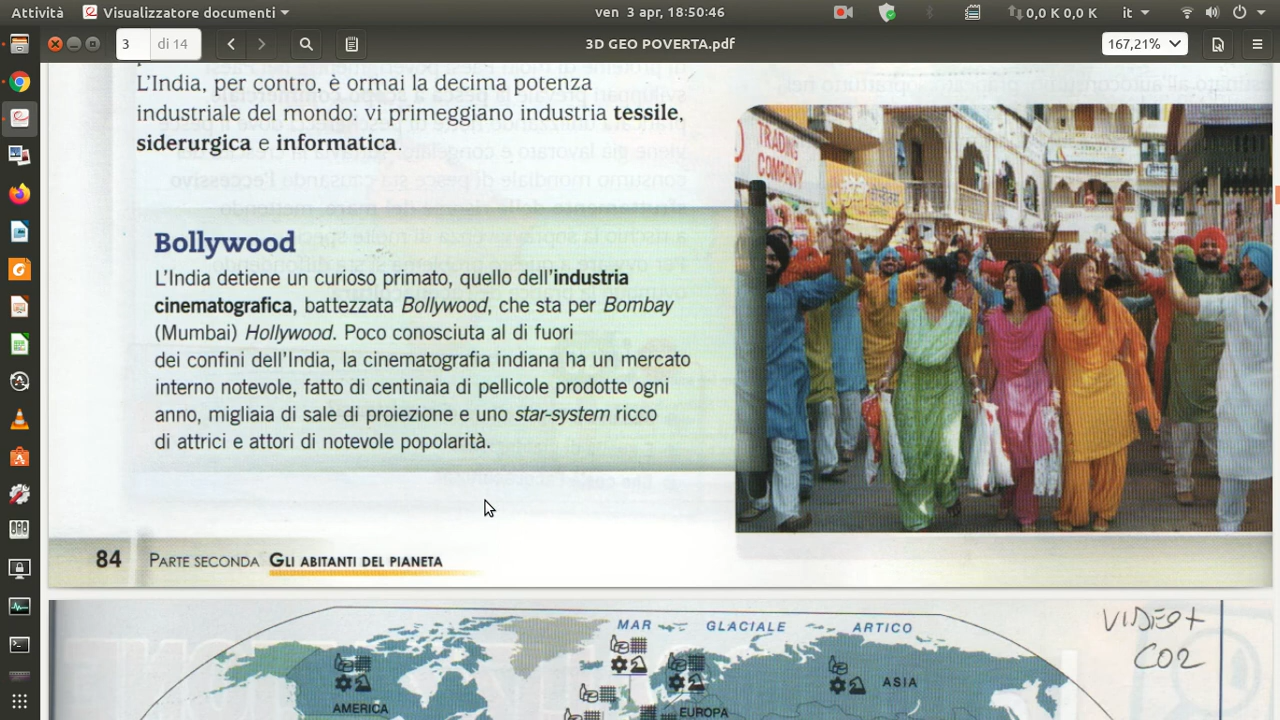 Attività
Visualizzatore documenti
ven 3 apr, 18:50:46
0,0 K 0,0 K
it
3
di 14
3D GEO POVERTA.pdf
167,21%
L'India, per contro, è ormai la decima potenza
industriale del mondo: vi primeggiano industria tessile,
siderurgica e informatica.
Bollywood
L'India detiene un curioso primato, quello dell'industria
cinematografica, battezzata Bollywood, che sta per Bombay
(Mumbai) Hollywood. Poco conosciuta al di fuori
dei confini dell'India, la cinematografia indiana ha un mercato
interno notevole, fatto di centinaia di pellicole prodotte ogni
anno, migliaia di sale di proiezione e uno star-system ricco
di attrici e attori di notevole popolarità.
TRADING
COMPANY
84 PARTE SECONDA GLI ABITANTI DEL PIANETA
MAR GLACIALE ARTICO
VIDEO+
CO2
AMERICA
EUROPA
ASIA